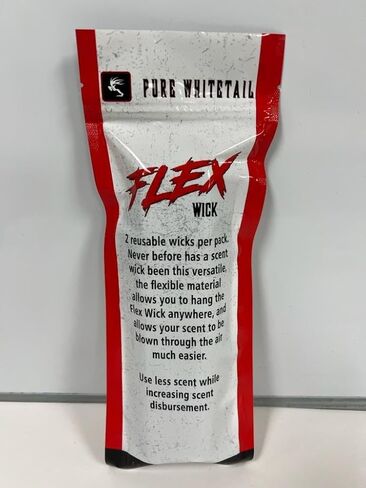 PURE WHITETAIL
FLEX
WICK
2 reusable wicks per pack.
Never before has a scent
wick been this versatile,
the flexible material
allows you to hang the
Flex Wick anywhere, and
allows your scent to be
blown through the air
much easier.
Use less scent while
increasing scent
disbursement.